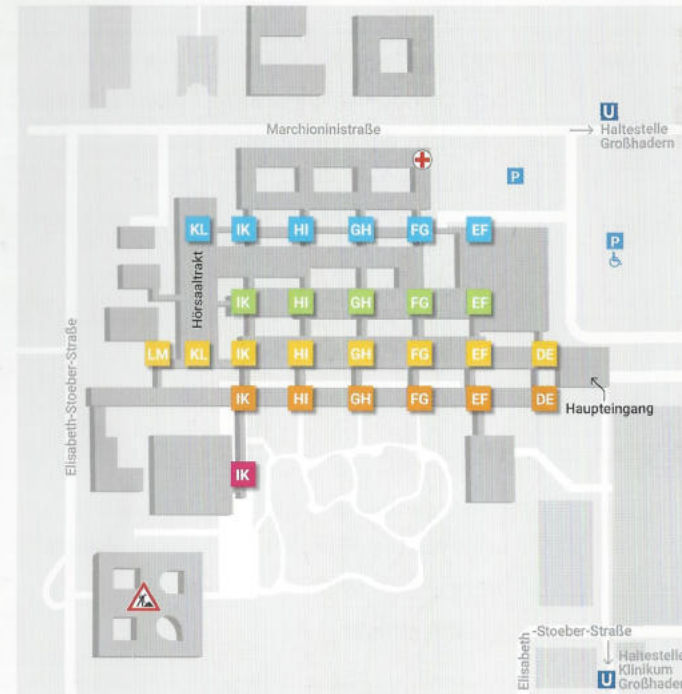 U
Marchioninistraße
Haltestelle
Großhadern
P
KL IK HI GH FG EF
P
Hörsaaltrakt
IK HI GH FG EF
Elisabeth-Stoeber-Straße
LM KL IK HI GH FG EF DE
IK HI GH FG EF DE
Haupteingang
IK
Elisabeth
-Stoeber-Straße
U
Haltestelle
Klinikum
Großhadern